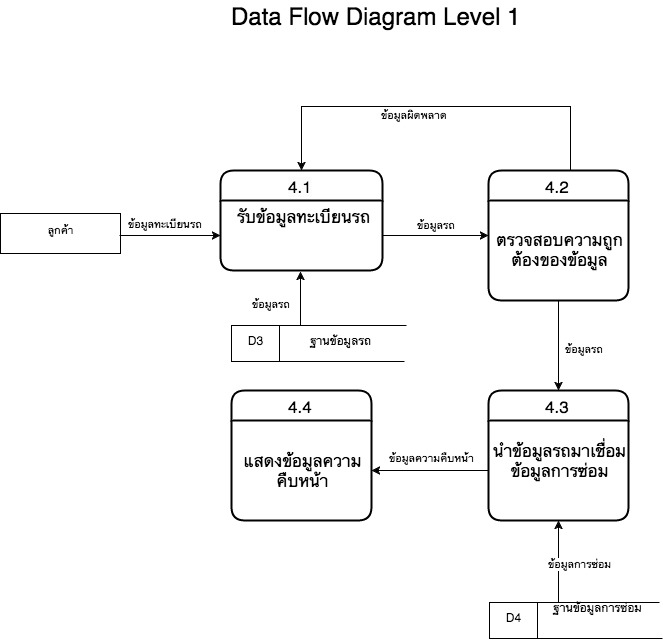 Data Flow Diagram Level 1
ข้อมูลผิดพลาด
4.1
4.2
รับข้อมูลทะเบียนรถ
ลูกค้า
ข้อมูลทะเบียนรถ
ข้อมูลรถ
ตรวจสอบความถูก
ต้องของข้อมูล
ข้อมูลรถ
D3
ฐานข้อมูลรถ
ข้อมูลรถ
4.4
4.3
แสดงข้อมูลความ
คืบหน้า
ข้อมูลความคืบหน้า
นำข้อมูลรถมาเชื่อม
ข้อมูลการซ่อม
ข้อมูลการซ่อม
D4
ฐานข้อมูลการซ่อม